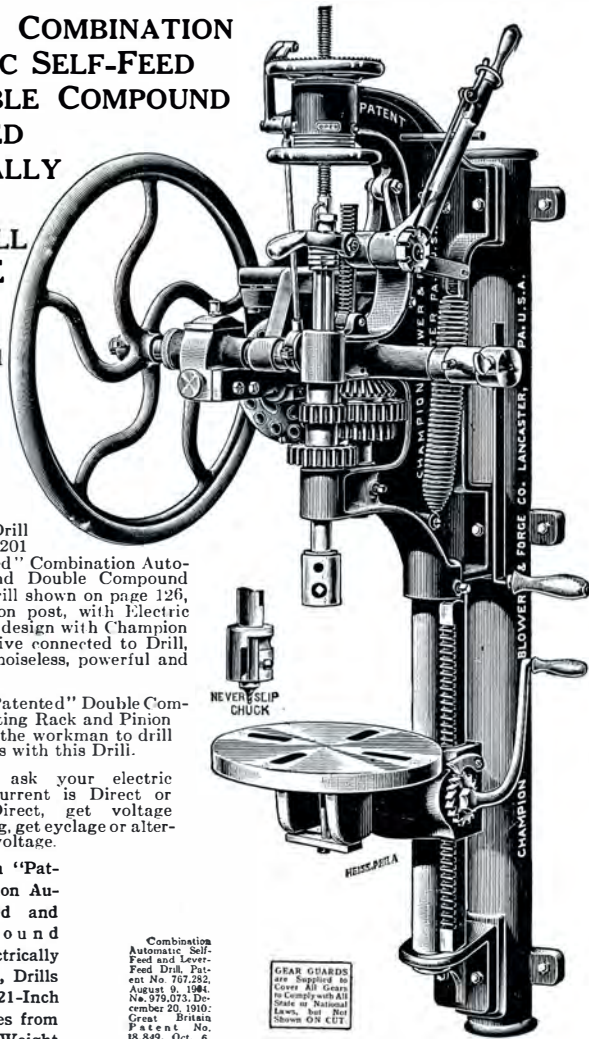 COMBINATION
C SELF-FEED
BLE COMPOUND
ED
ALLY
LL
E
Drill
201
ed" Combination Auto-
nd Double Compound
rill shown on page 126,
on post, with Electric
design with Champion
ive connected to Drill,
noiseless, powerful and
Patented" Double Com-
ting Rack and Pinion
the workman to drill
s with this Drill.
ask your electric
urrent is Direct or
Direct, get voltage
g, get cyclage or alter-
voltage.
n "Pat-
on Au-
d and
ound
ctrically
, Drills
21-Inch
es from
Weight
Combination
Automatic Self-
Feed and Lever-
Feed Drill, Pat-
ent No. 767,282,
August 9, 1904.
No. 979,073, De-
cember 20, 1910;
Great Britain
Patent No.
18,849, Oct. 6,
PATENT
CHAMPION BLOWER &
CHAMPION BLOWER & FORGE CO. LANCASTER, PA. U.S.A.
NEVER SLIP
CHUCK
HEISS. PHILA
GEAR GUARDS
are Supplied to
Cover All Gears
to Comply with All
State or National
Laws, but Not
Shown ON CUT.